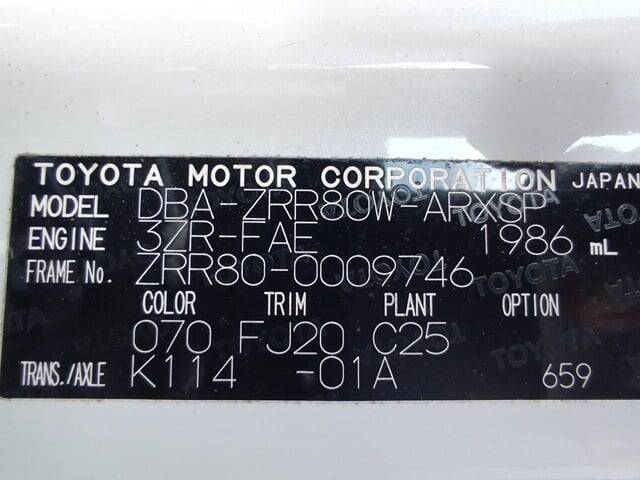 TOYOTA MOTOR CORPORATION JAPAN
MODEL DBA-ZRR80W-ARXSP
ENGINE 3ZR-FAE 1986 mL
FRAME No. ZRR80-0009746
COLOR TRIM PLANT OPTION
070 FJ20 C25
TRANS./AXLE K114 -01A 659